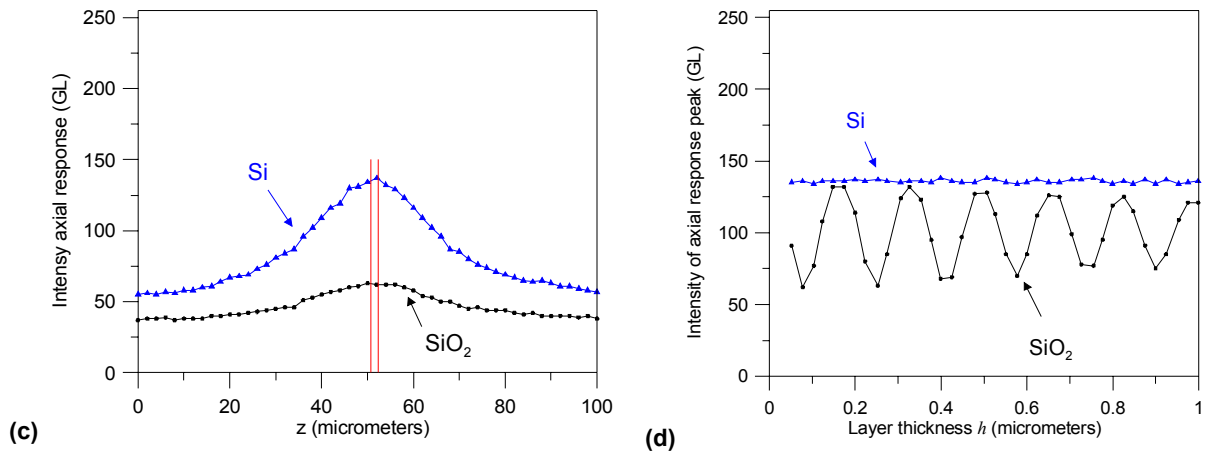 250
200
150
100
50
0
Intensy axial response (GL)
Si
SiO2
0 20 40 60 80 100
z (micrometers)
(c)
250
200
150
100
50
0
Intensity of axial response peak (GL)
Si
SiO2
0 0.2 0.4 0.6 0.8 1
Layer thickness h (micrometers)
(d)